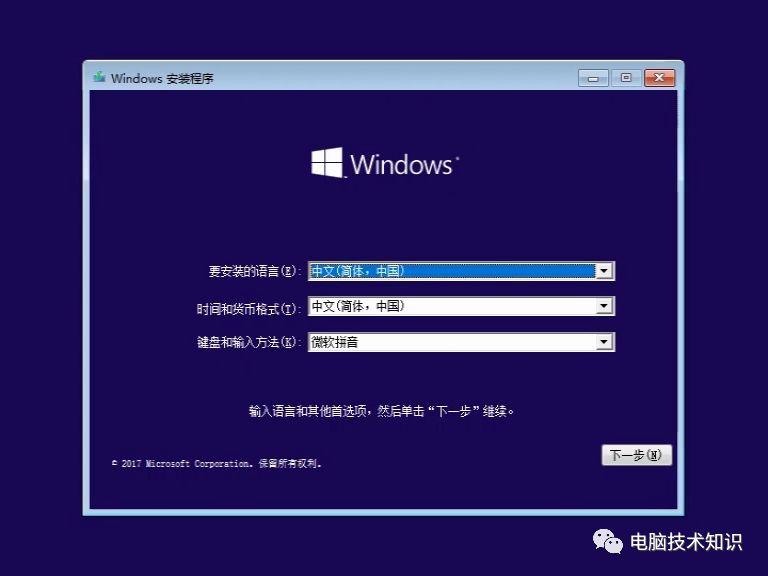 Windows 安装程序
Windows
要安装的语言(E): 中文(简体，中国)
时间和货币格式(T): 中文(简体，中国)
键盘和输入方法(K): 微软拼音
输入语言和其他首选项，然后单击“下一步”继续。
© 2017 Microsoft Corporation。保留所有权利。
下一步(N)
电脑技术知识